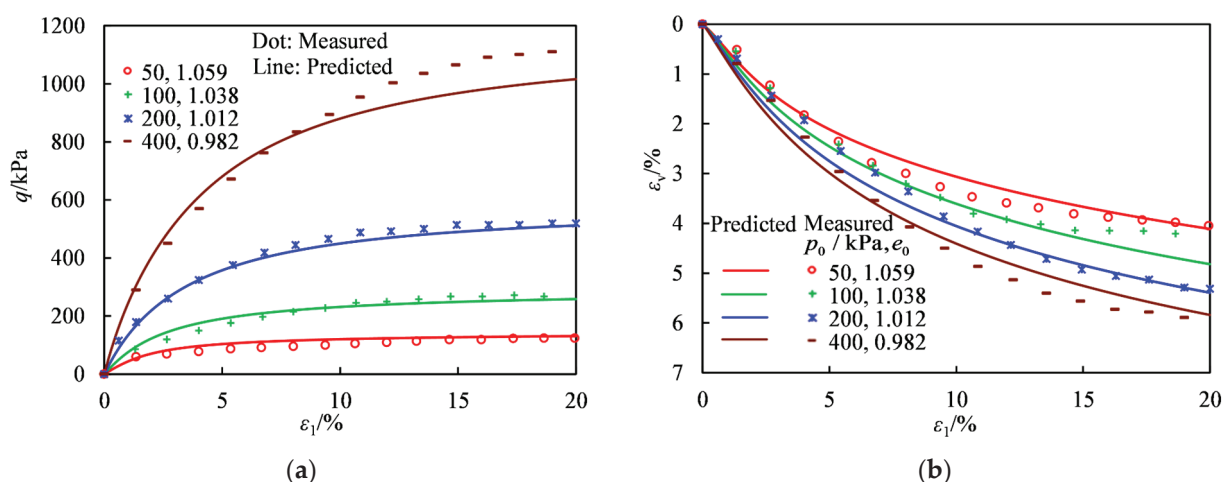 1200
1000
800
600
400
200
0
q/kPa
Dot: Measured
Line: Predicted
50, 1.059
100, 1.038
200, 1.012
400, 0.982
0 5 10 15 20
ε1/%
(a)
0
1
2
3
4
5
6
7
εv/%
Predicted Measured
p0 / kPa, e0
50, 1.059
100, 1.038
200, 1.012
400, 0.982
0 5 10 15 20
ε1/%
(b)